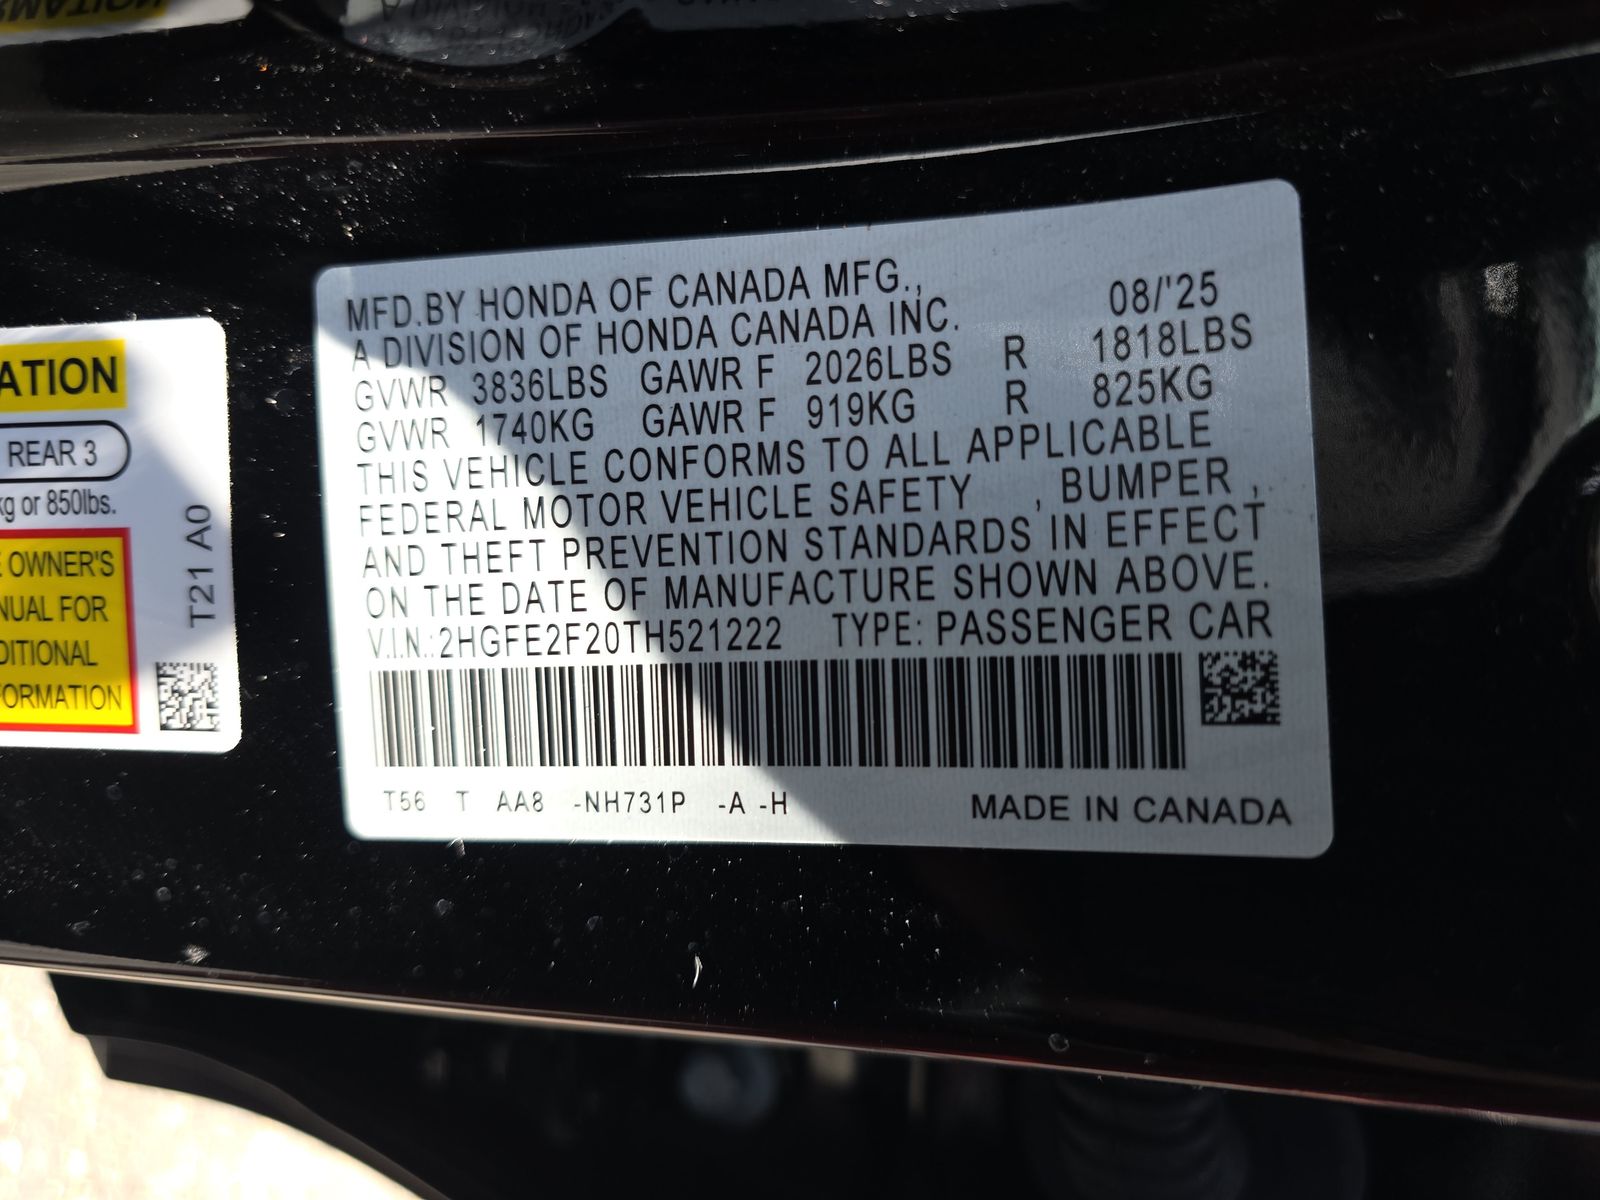 ATION
REAR 3
kg or 850lbs.
OWNER'S
NUAL FOR
DITIONAL
FORMATION
T21 A0
MFD.BY HONDA OF CANADA MFG., 08/'25
A DIVISION OF HONDA CANADA INC.
GVWR 3836LBS GAWR F 2026LBS R 1818LBS
GVWR 1740KG GAWR F 919KG R 825KG
THIS VEHICLE CONFORMS TO ALL APPLICABLE
FEDERAL MOTOR VEHICLE SAFETY , BUMPER ,
AND THEFT PREVENTION STANDARDS IN EFFECT
ON THE DATE OF MANUFACTURE SHOWN ABOVE.
V.I.N.:2HGFE2F20TH521222 TYPE: PASSENGER CAR
T56 T AA8 -NH731P -A -H MADE IN CANADA